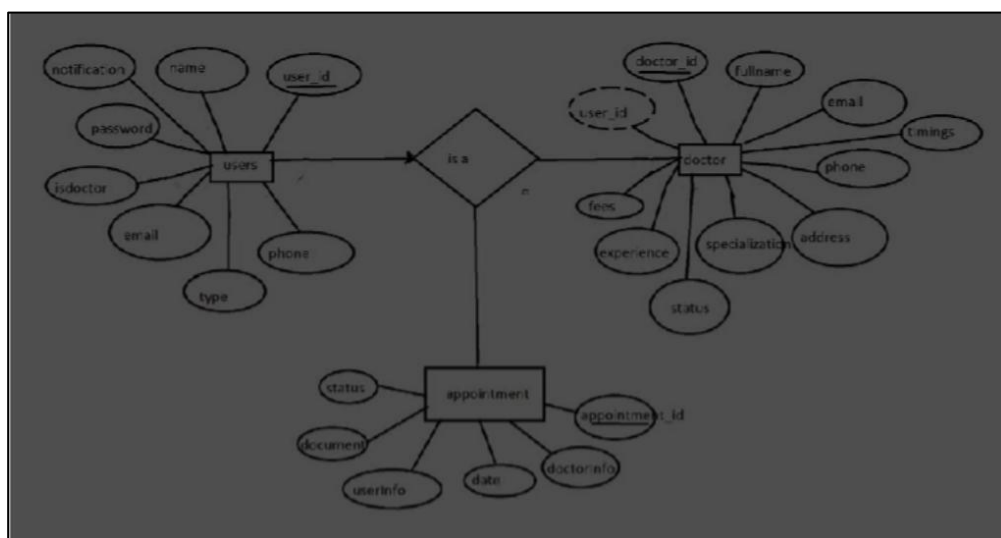 notification
name
user_id
password
users
isdoctor
email
type
phone
is a
doctor_id
fullname
user_id
email
timings
doctor
phone
fees
experience
specialization
address
status
status
appointment
appointment_id
document
userInfo
date
doctorInfo